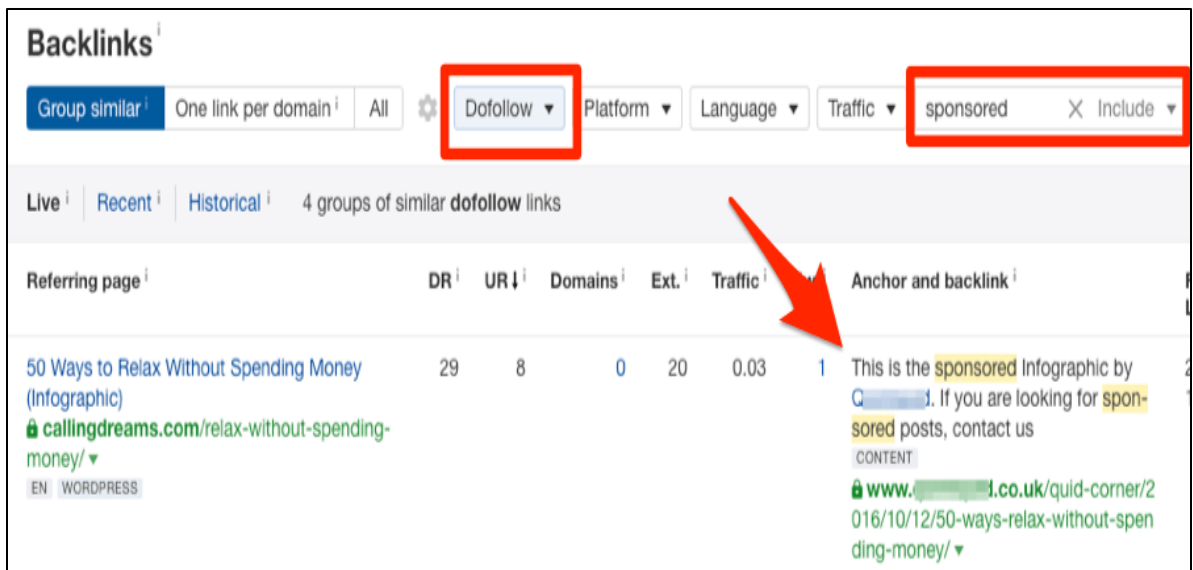 Backlinks i
Group similar i One link per domain i All Dofollow ▼ Platform ▼ Language ▼ Traffic ▼ sponsored X Include ▼
Live i Recent i Historical i 4 groups of similar dofollow links
Referring page i DR i UR ↓ i Domains i Ext. i Traffic i Anchor and backlink i
50 Ways to Relax Without Spending Money 29 8 0 20 0.03 1 This is the sponsored Infographic by
(Infographic) Q. If you are looking for spon-
callingdreams.com/relax-without-spending- sored posts, contact us
money/ ▼ CONTENT
EN WORDPRESS www. .co.uk/quid-corner/2
016/10/12/50-ways-relax-without-spen
ding-money/ ▼